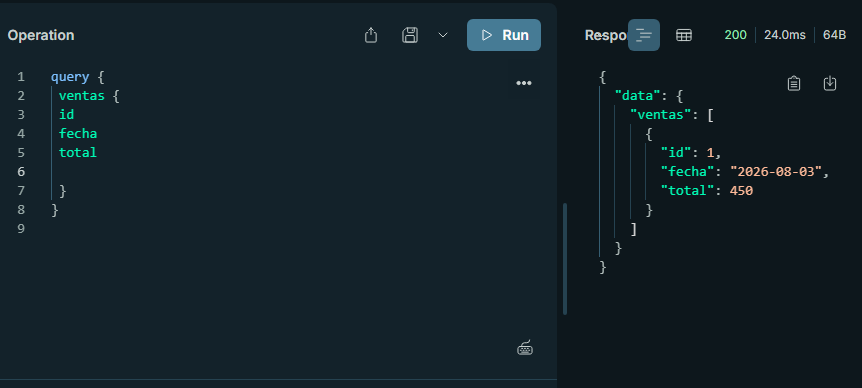 Operation
Run
1 query {
2 ventas {
3 id
4 fecha
5 total
6
7 }
8 }
9
Respo
200 24.0ms 64B
{
"data": {
"ventas": [
{
"id": 1,
"fecha": "2026-08-03",
"total": 450
}
]
}
}